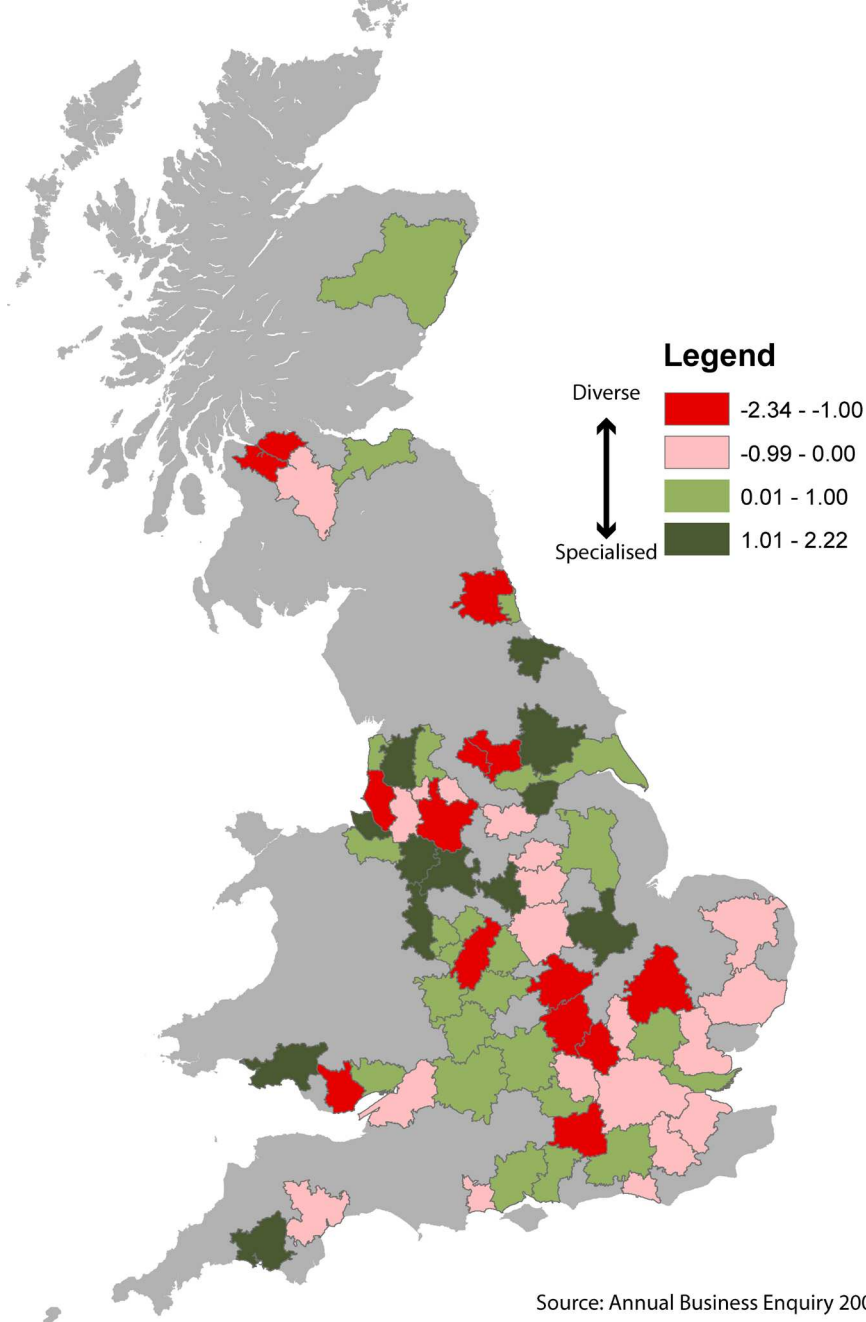 Legend
Diverse
-2.34 - -1.00
-0.99 - 0.00
0.01 - 1.00
Specialised
1.01 - 2.22
Source: Annual Business Enquiry